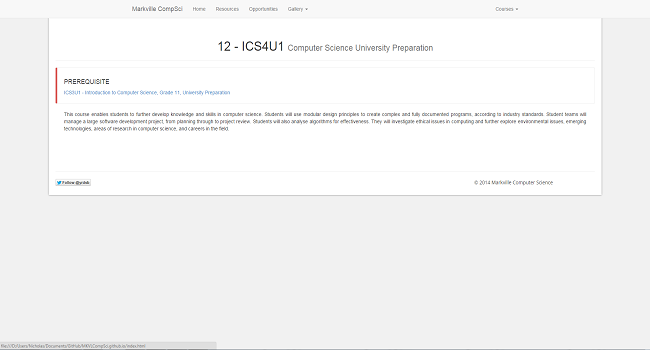 Markville CompSci Home Resources Opportunities Gallery Courses
12 - ICS4U1 Computer Science University Preparation
PREREQUISITE
ICS3U1 - Introduction to Computer Science, Grade 11, University Preparation
This course enables students to further develop knowledge and skills in computer science. Students will use modular design principles to create complex and fully documented programs, according to industry standards. Student teams will
manage a large software development project, from planning through to project review. Students will also analyse algorithms for effectiveness. They will investigate ethical issues in computing and further explore environmental issues, emerging
technologies, areas of research in computer science, and careers in the field.
Follow
© 2014 Markville Computer Science
file:///D:/Users/Nicholas/Documents/GitHub/MKVLCompSci.github.io/index.html